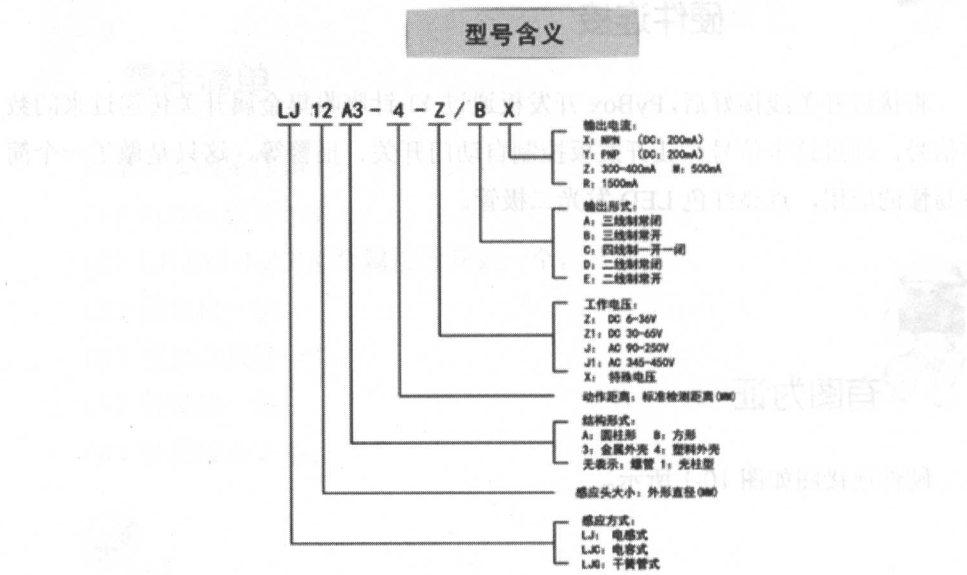 型号含义
LJ 12 A3 - 4 - Z / B X
输出电流：
X：NPN （DC：200mA）
Y：PNP （DC：200mA）
Z：300-400mA M：500mA
R：1500mA
输出形式：
A：三线制常闭
B：三线制常开
C：四线制一开一闭
D：二线制常闭
E：二线制常开
工作电压：
Z： DC 6-36V
Z1：DC 30-65V
J： AC 90-250V
J1：AC 345-450V
X： 特殊电压
动作距离：标准检测距离(MM)
结构形式：
A：圆柱形 B：方形
3：金属外壳 4：塑料外壳
无表示：螺管 1：光柱型
感应头大小：外形直径(MM)
感应方式：
LJ： 电感式
LJC：电容式
LJG：干簧管式